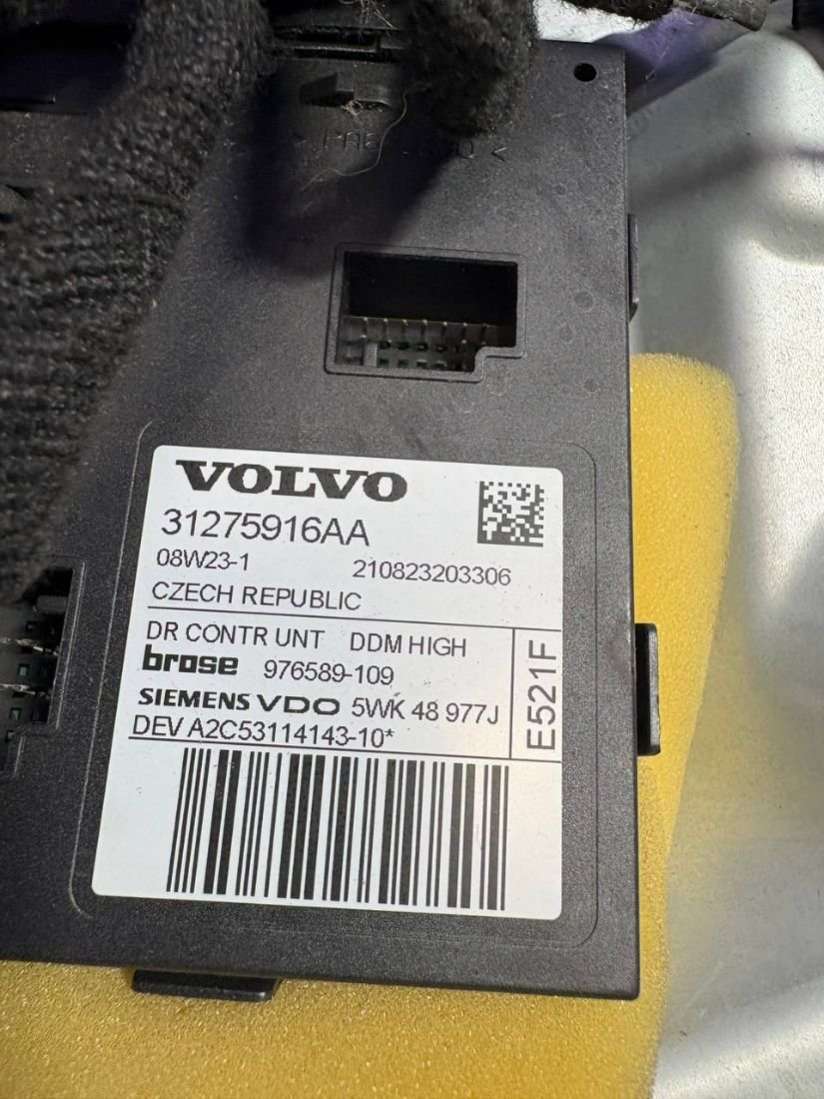 VOLVO
31275916AA
08W23-1 210823203306
CZECH REPUBLIC
DR CONTR UNT DDM HIGH
brose 976589-109
SIEMENS VDO 5WK 48 977J
DEV A2C53114143-10*
E521F